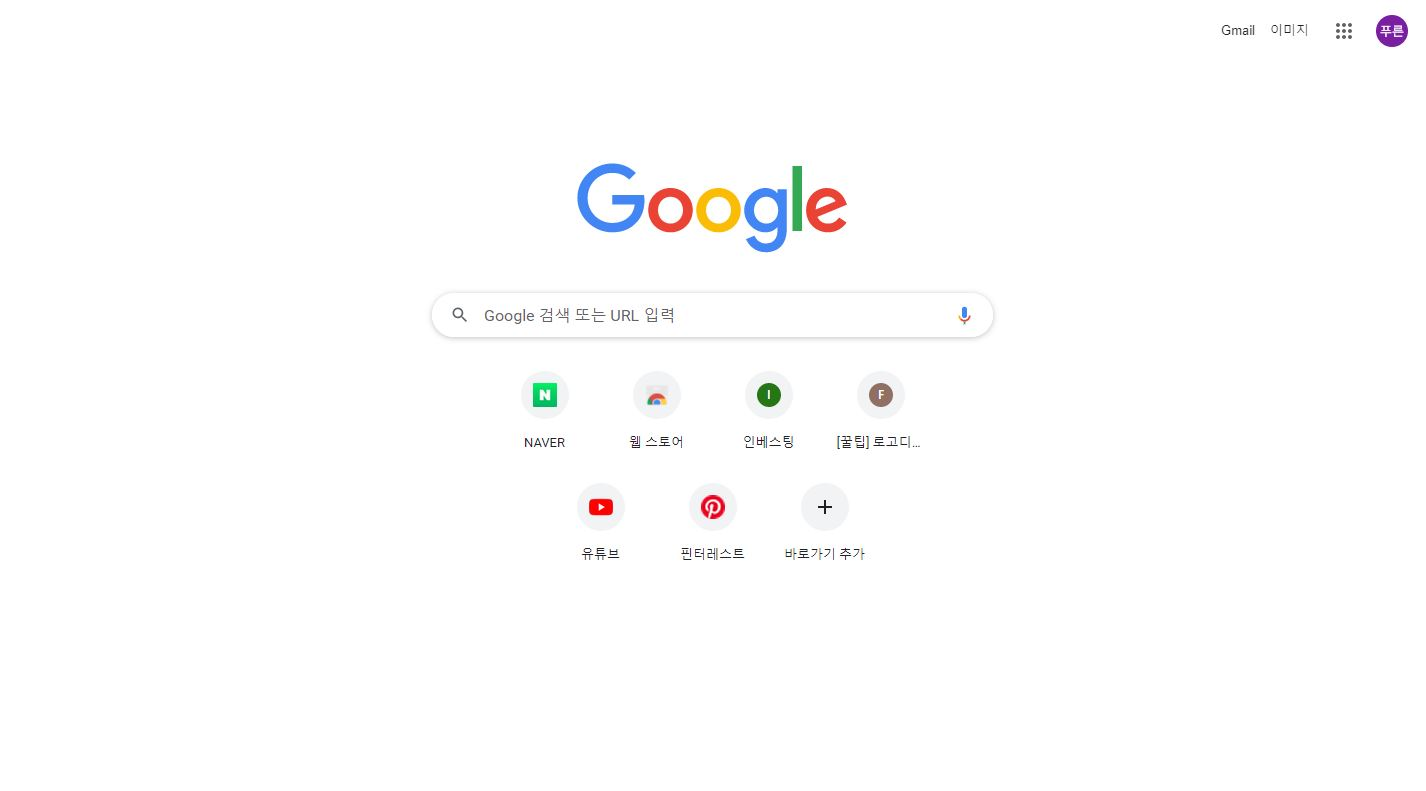 Gmail 이미지 푸른
Google
Google 검색 또는 URL 입력
N I F
NAVER 웹 스토어 인베스팅 [꿀팁] 로고디...
유튜브 핀터레스트 바로가기 추가